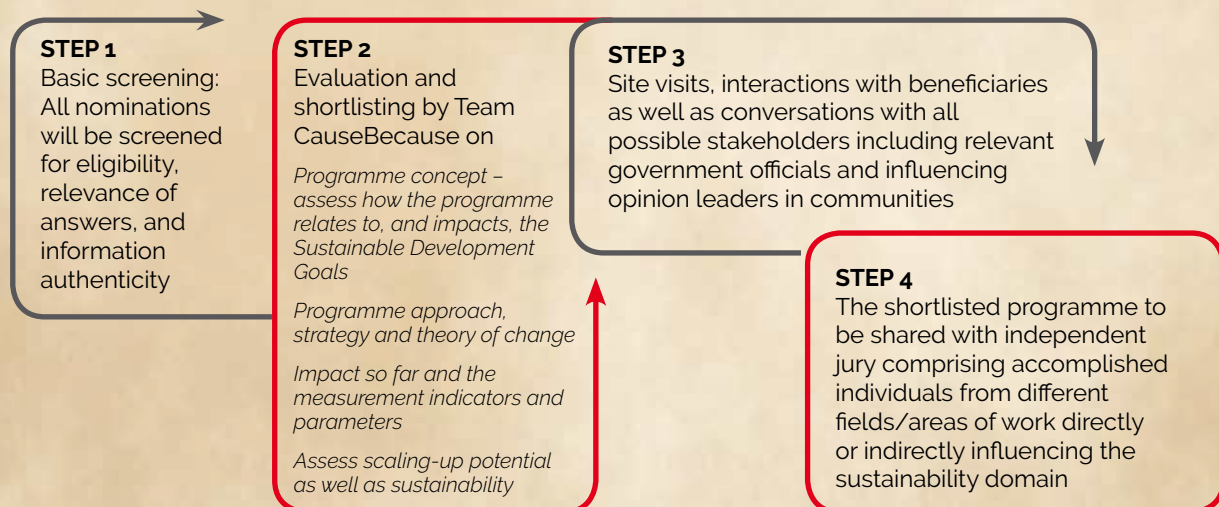 STEP 1
Basic screening:
All nominations
will be screened
for eligibility,
relevance of
answers, and
information
authenticity
STEP 2
Evaluation and
shortlisting by Team
CauseBecause on
Programme concept –
assess how the programme
relates to, and impacts, the
Sustainable Development
Goals
Programme approach,
strategy and theory of change
Impact so far and the
measurement indicators and
parameters
Assess scaling-up potential
as well as sustainability
STEP 3
Site visits, interactions with beneficiaries
as well as conversations with all
possible stakeholders including relevant
government officials and influencing
opinion leaders in communities
STEP 4
The shortlisted programme to
be shared with independent
jury comprising accomplished
individuals from different
fields/areas of work directly
or indirectly influencing the
sustainability domain